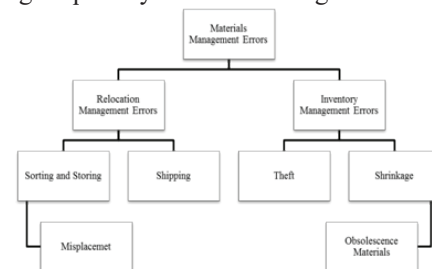 Materials
Management Errors
Relocation
Management Errors
Inventory
Management Errors
Sorting and Storing
Shipping
Theft
Shrinkage
Misplacemet
Obsolescence
Materials